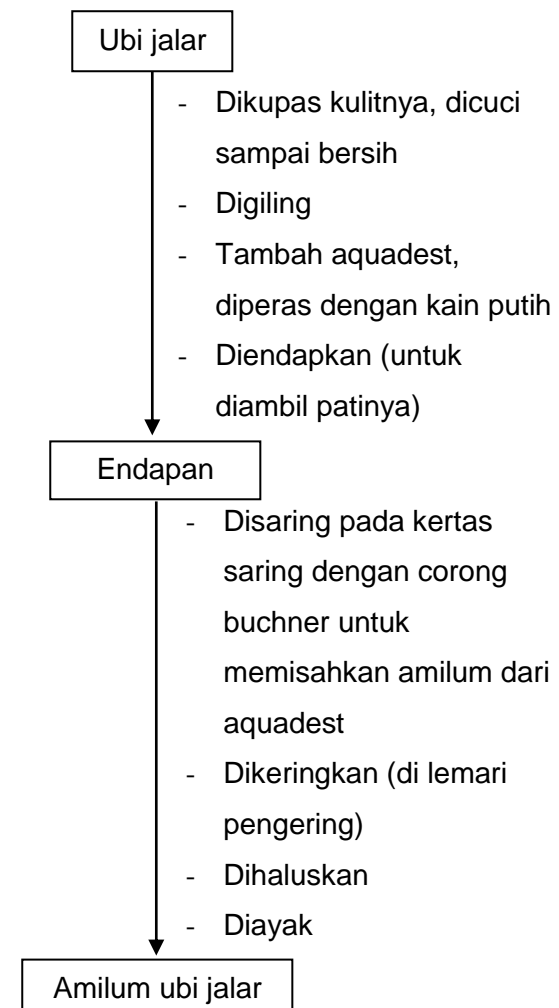 Ubi jalar
- Dikupas kulitnya, dicuci
sampai bersih
- Digiling
- Tambah aquadest,
diperas dengan kain putih
- Diendapkan (untuk
diambil patinya)
Endapan
- Disaring pada kertas
saring dengan corong
buchner untuk
memisahkan amilum dari
aquadest
- Dikeringkan (di lemari
pengering)
- Dihaluskan
- Diayak
Amilum ubi jalar